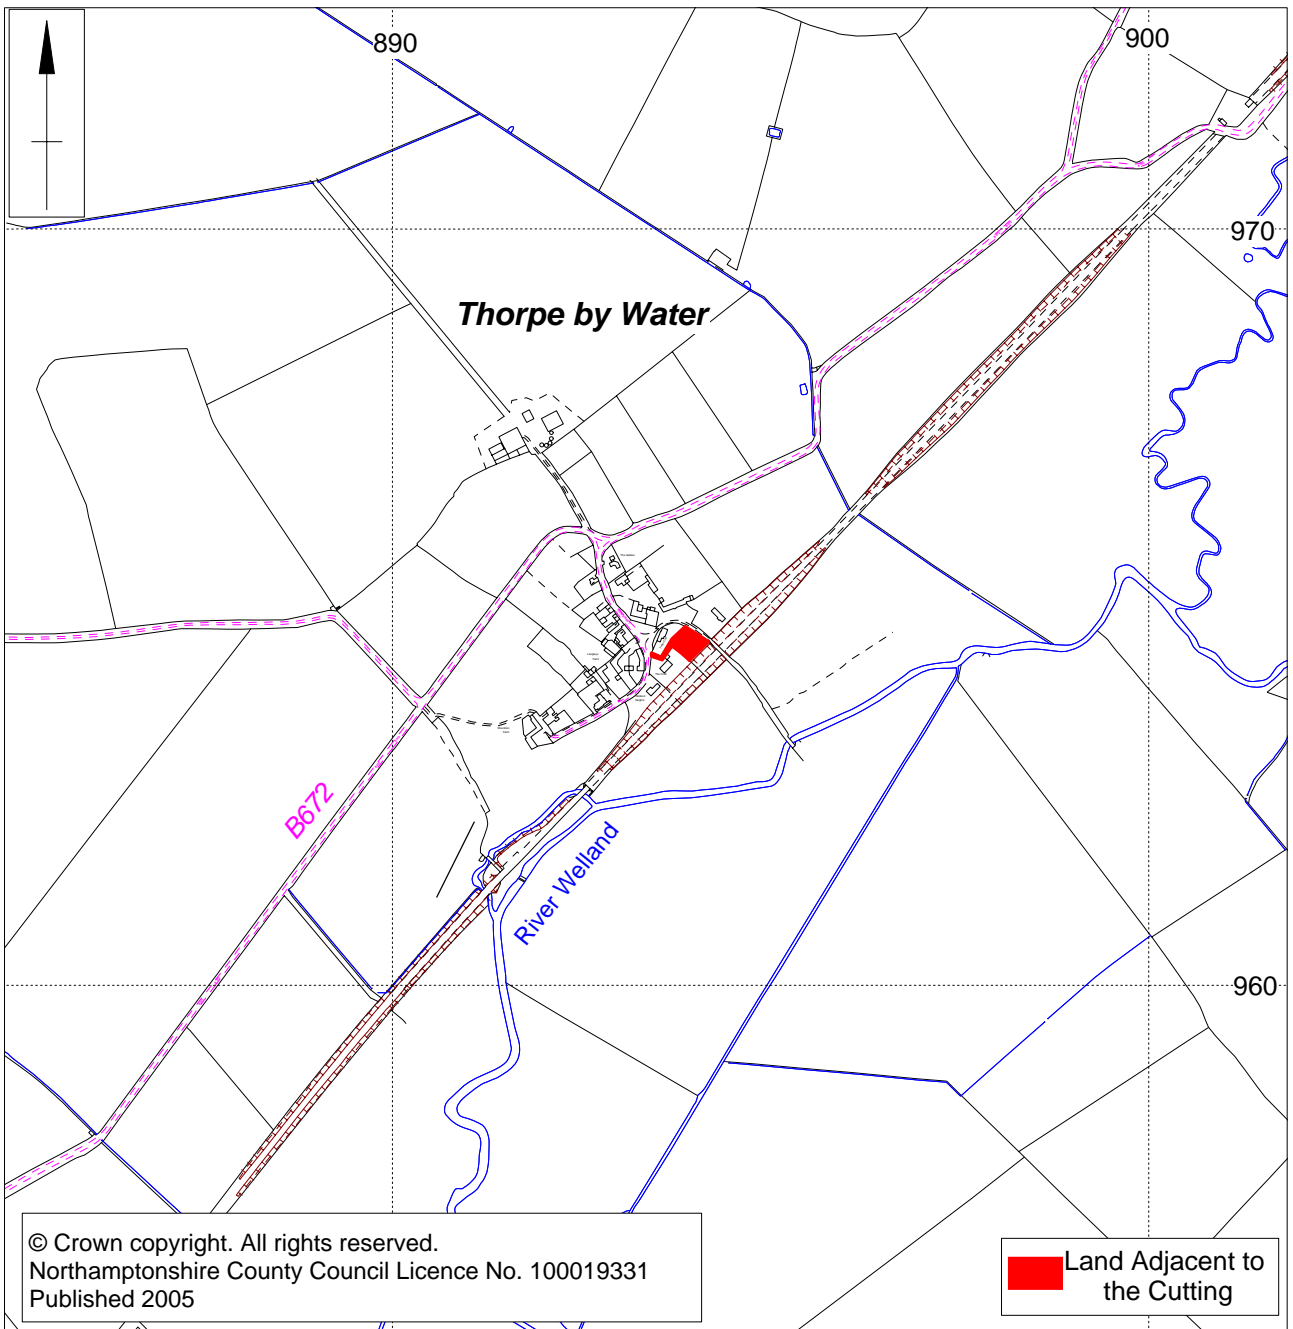 890
900
970
Thorpe by Water
B672
River Welland
960
© Crown copyright. All rights reserved.
Northamptonshire County Council Licence No. 100019331
Published 2005
Land Adjacent to
the Cutting